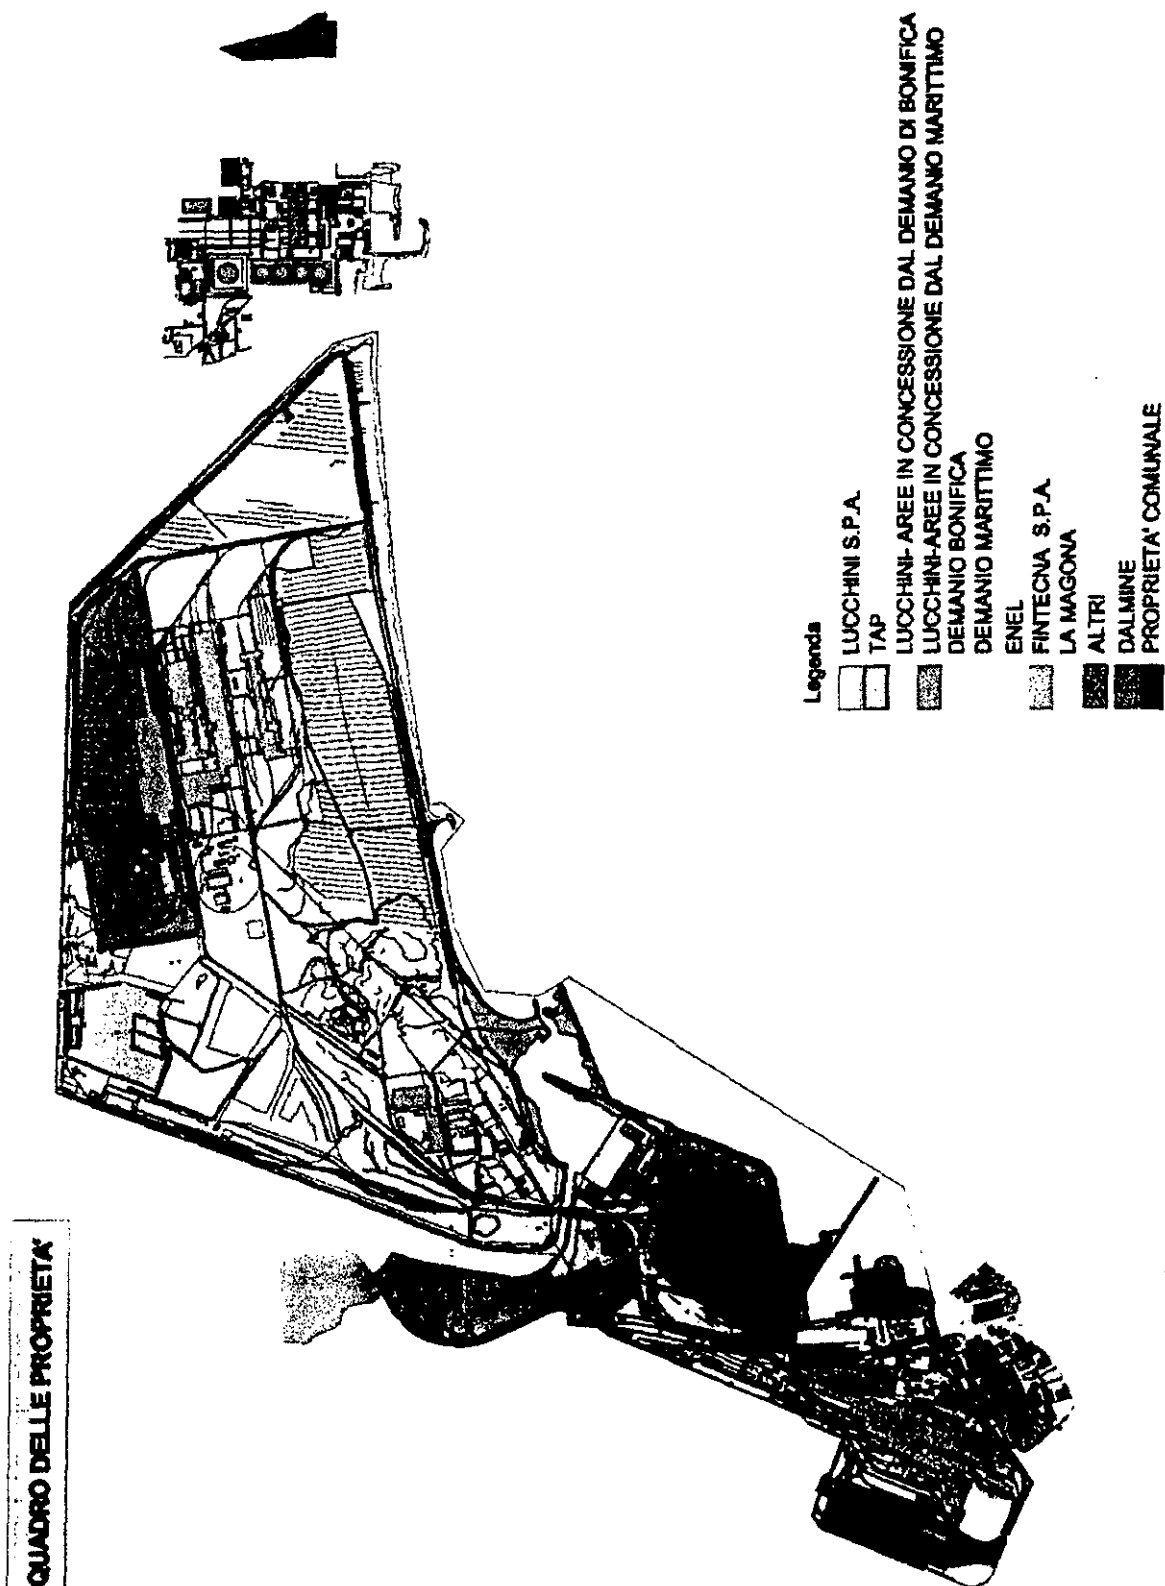 QUADRO DELLE PROPRIETA'
Legenda
LUCCHINI S.P.A.
TAP
LUCCHINI- AREE IN CONCESSIONE DAL DEMANIO DI BONIFICA
LUCCHINI-AREE IN CONCESSIONE DAL DEMANIO MARITTIMO
DEMANIO BONIFICA
DEMANIO MARITTIMO
ENEL
FINTECNA S.P.A.
LA MAGONA
ALTRI
DALMINE
PROPRIETA' COMUNALE